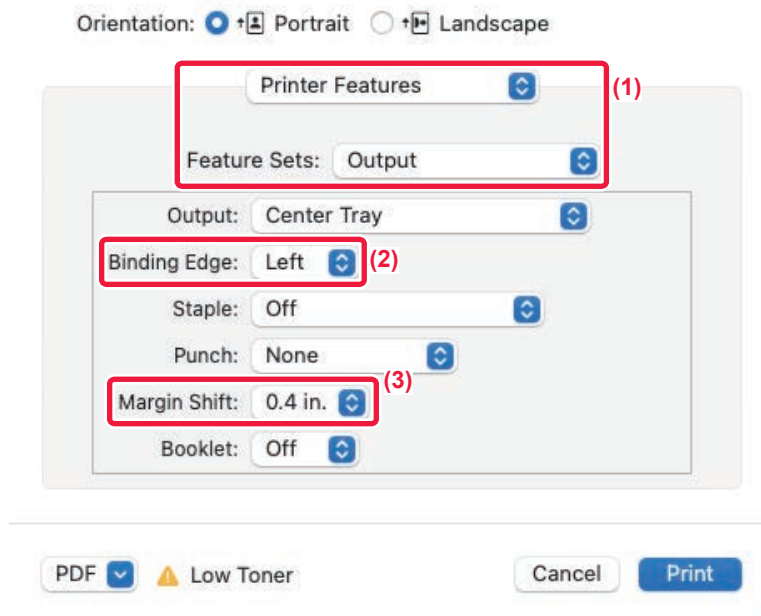 Orientation: Portrait Landscape
Printer Features
(1)
Feature Sets: Output
Output: Center Tray
Binding Edge: Left
(2)
Staple: Off
Punch: None
(3)
Margin Shift: 0.4 in.
Booklet: Off
PDF Low Toner Cancel Print